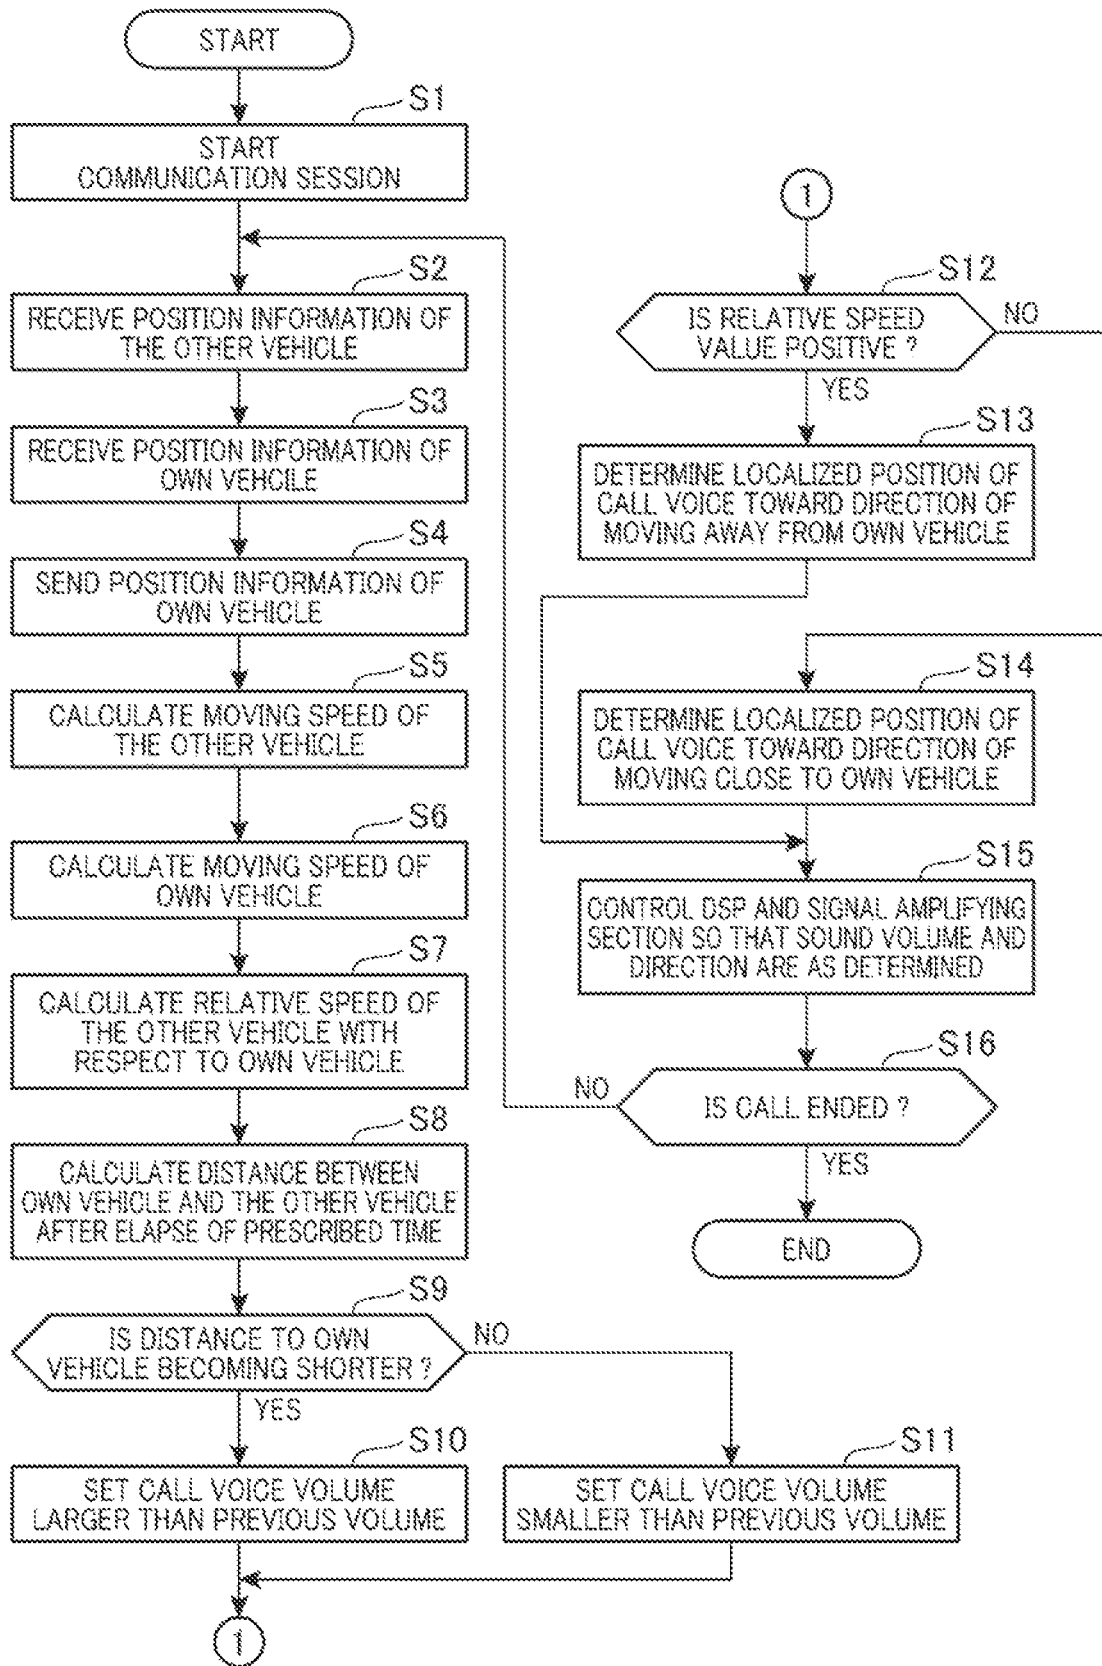 START
S1
START
COMMUNICATION SESSION
S2
RECEIVE POSITION INFORMATION OF
THE OTHER VEHICLE
S3
RECEIVE POSITION INFORMATION OF
OWN VEHCILE
S4
SEND POSITION INFORMATION OF
OWN VEHICLE
S5
CALCULATE MOVING SPEED OF
THE OTHER VEHICLE
S6
CALCULATE MOVING SPEED OF
OWN VEHICLE
S7
CALCULATE RELATIVE SPEED OF
THE OTHER VEHICLE WITH
RESPECT TO OWN VEHICLE
S8
CALCULATE DISTANCE BETWEEN
OWN VEHICLE AND THE OTHER VEHICLE
AFTER ELAPSE OF PRESCRIBED TIME
S9
IS DISTANCE TO OWN
VEHICLE BECOMING SHORTER ?
NO
YES
S10
SET CALL VOICE VOLUME
LARGER THAN PREVIOUS VOLUME
S11
SET CALL VOICE VOLUME
SMALLER THAN PREVIOUS VOLUME
1
1
S12
IS RELATIVE SPEED
VALUE POSITIVE ?
NO
YES
S13
DETERMINE LOCALIZED POSITION OF
CALL VOICE TOWARD DIRECTION OF
MOVING AWAY FROM OWN VEHICLE
S14
DETERMINE LOCALIZED POSITION OF
CALL VOICE TOWARD DIRECTION OF
MOVING CLOSE TO OWN VEHICLE
S15
CONTROL DSP AND SIGNAL AMPLIFYING
SECTION SO THAT SOUND VOLUME AND
DIRECTION ARE AS DETERMINED
S16
NO
IS CALL ENDED ?
YES
END